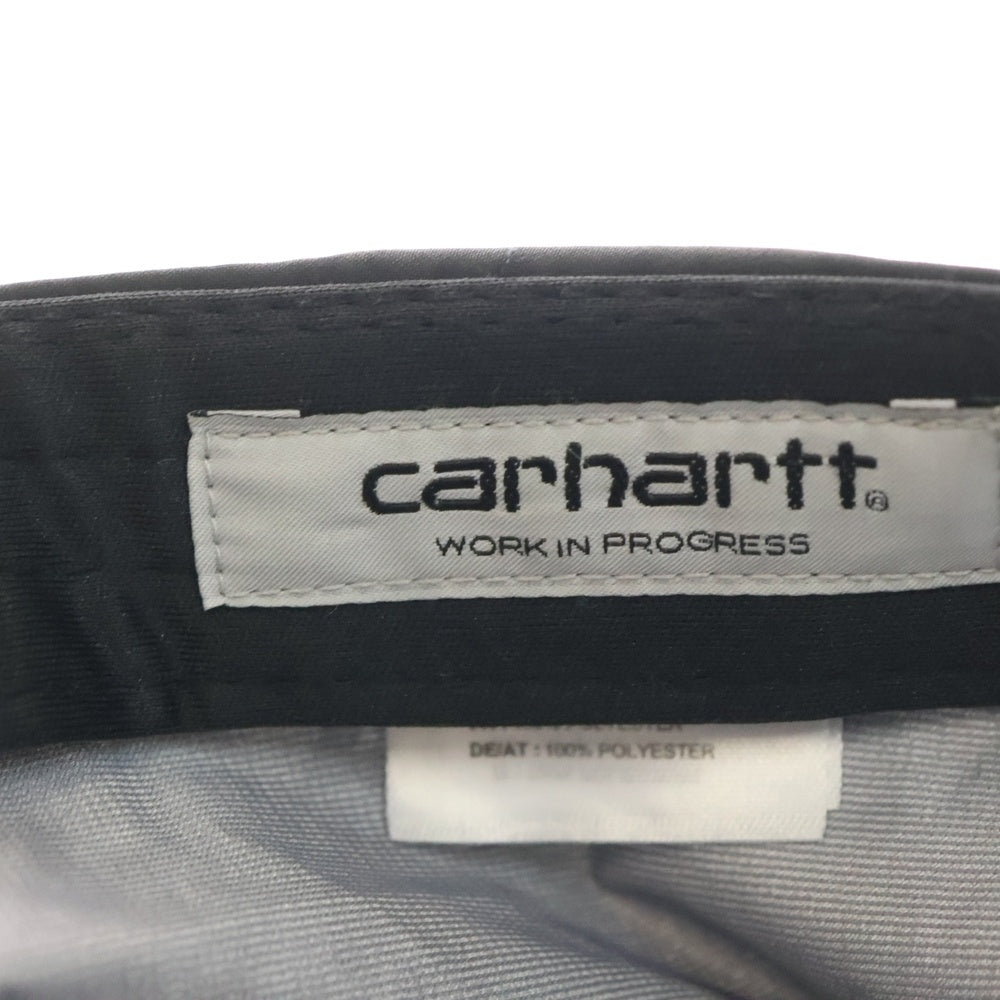 carhartt®
WORK IN PROGRESS
DE/AT : 100% POLYESTER